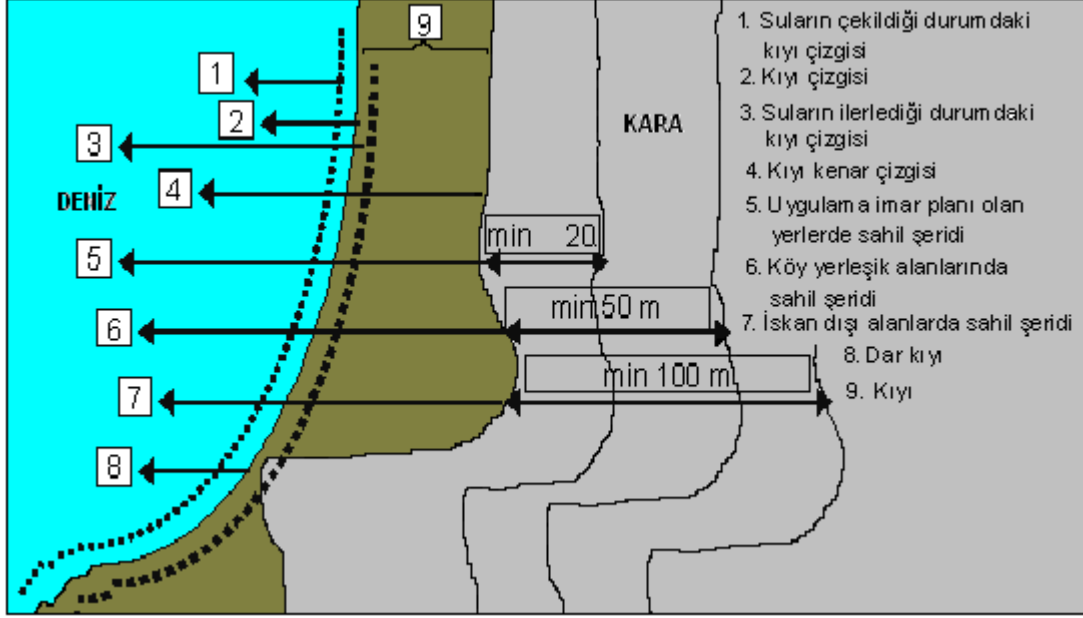 9
1
2
3
4
5
6
7
8
DENİZ
KARA
min 20
min 50 m
min 100 m
1. Suların çekildiği durumdaki
kıyı çizgisi
2. Kıyı çizgisi
3. Suların ilerlediği durumdaki
kıyı çizgisi
4. Kıyı kenar çizgisi
5. Uygulama imar planı olan
yerlerde sahil şeridi
6. Köy yerleşik alanlarında
sahil şeridi
7. İskan dışı alanlarda sahil şeridi
8. Dar kıyı
9. Kıyı